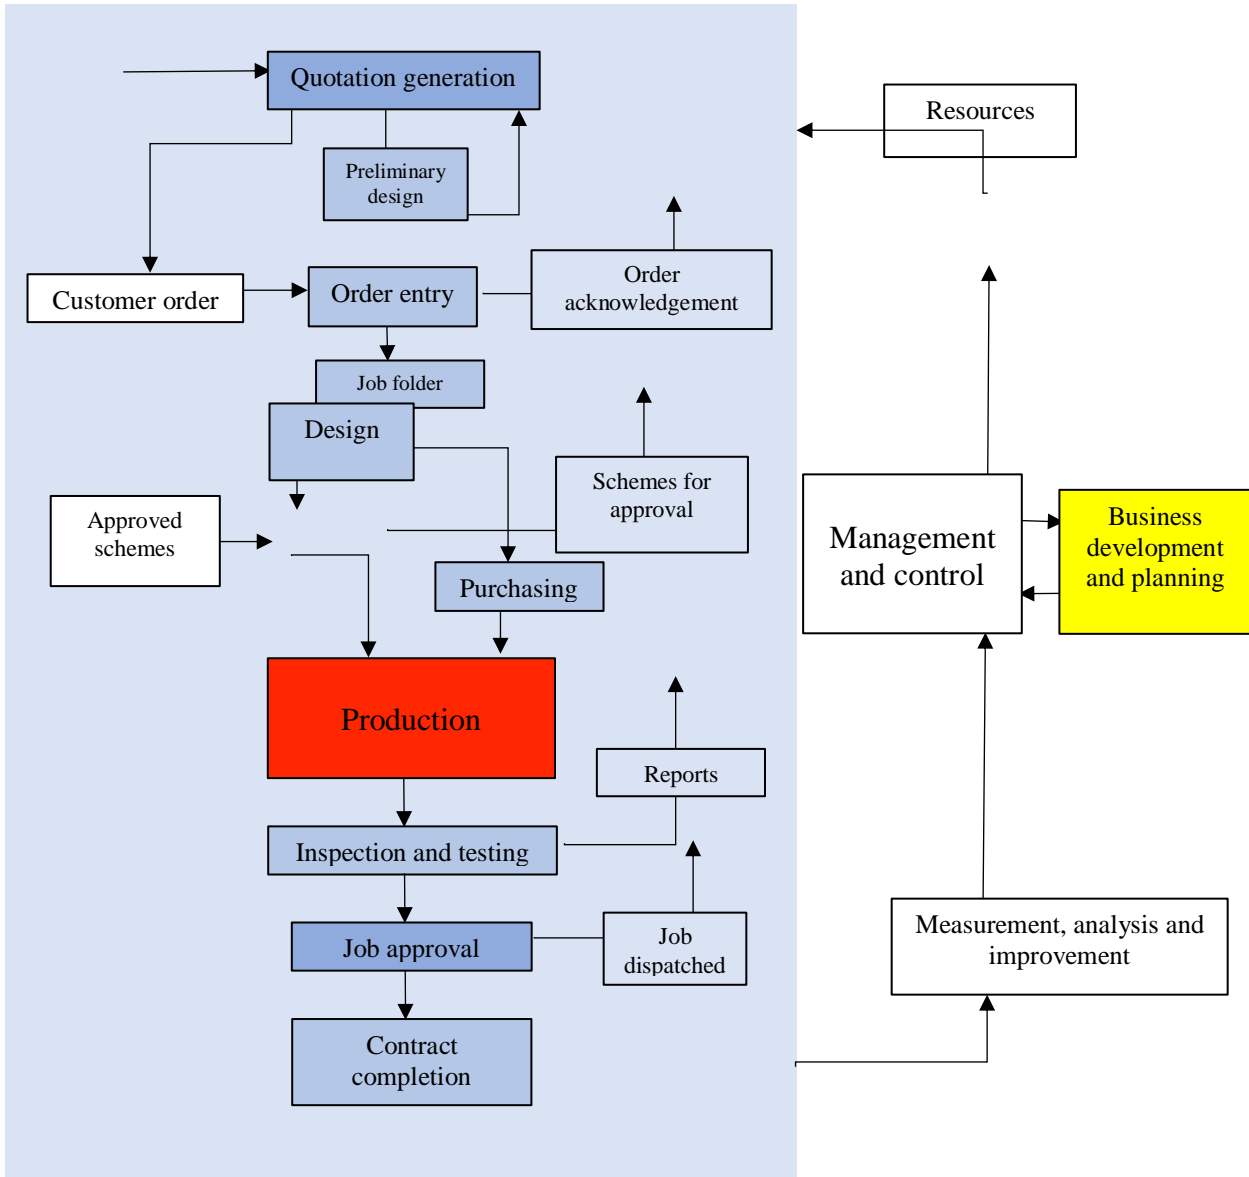 Quotation generation
Resources
Preliminary
design
Order
acknowledgement
Customer order
Order entry
Job folder
Design
Schemes for
approval
Approved
schemes
Management
and control
Business
development
and planning
Purchasing
Production
Reports
Inspection and testing
Job approval
Job
dispatched
Measurement, analysis and
improvement
Contract
completion